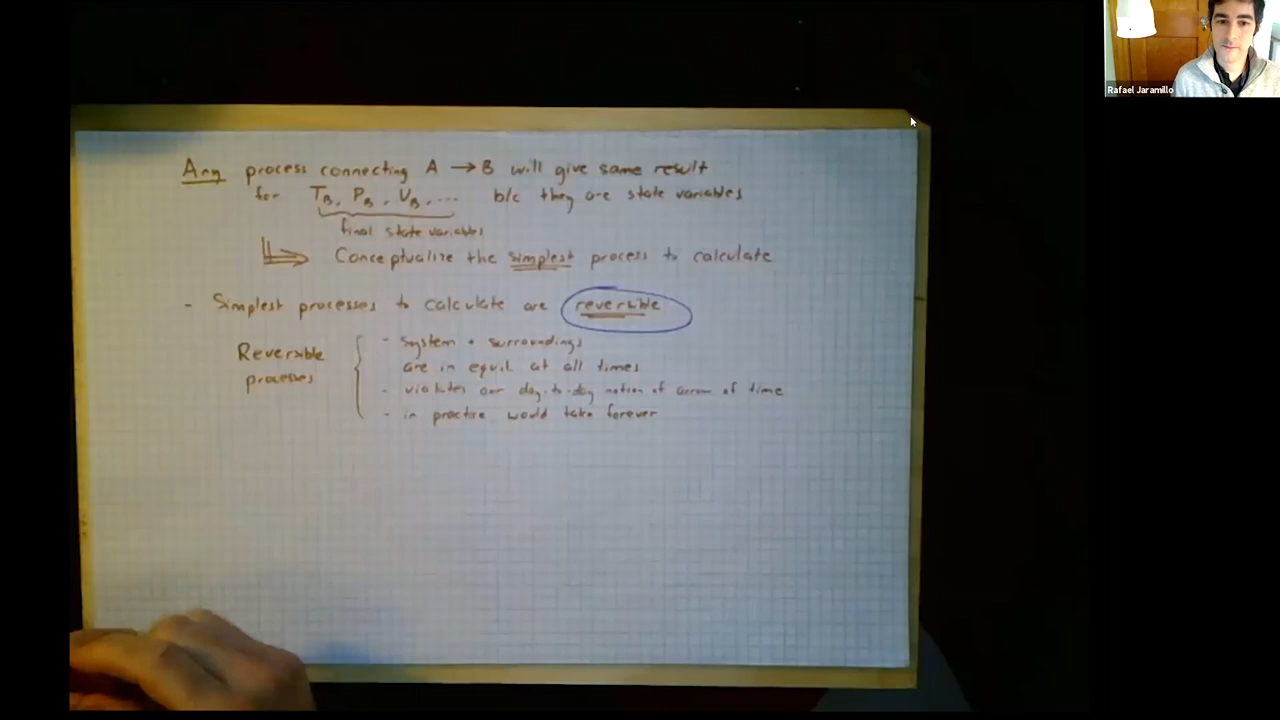 Rafael Jaramillo
Any process connecting A → B will give same result
for T_B, P_B, V_B, ... b/c they are state variables
final state variables
⇒ Conceptualize the simplest process to calculate
- Simplest processes to calculate are reversible
Reversible
processes
- system + surroundings
are in equil. at all times
- violates our day-to-day notion of arrow of time
- in practice would take forever